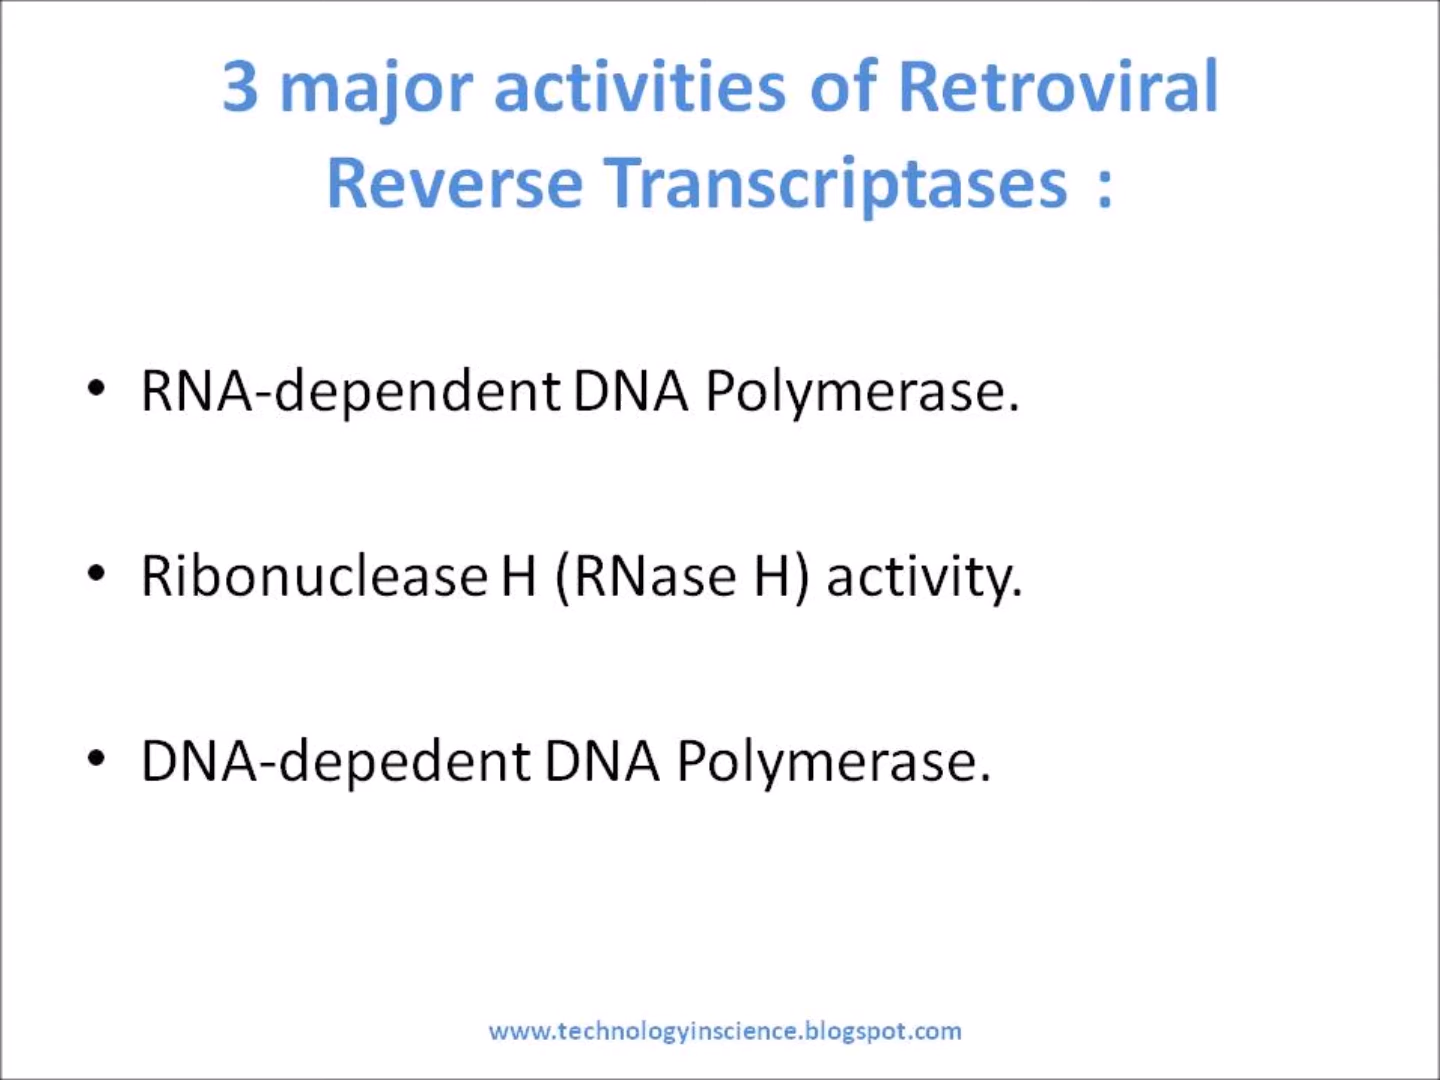 3 major activities of Retroviral
Reverse Transcriptases :
• RNA-dependent DNA Polymerase.
• Ribonuclease H (RNase H) activity.
• DNA-depedent DNA Polymerase.
www.technologyinscience.blogspot.com